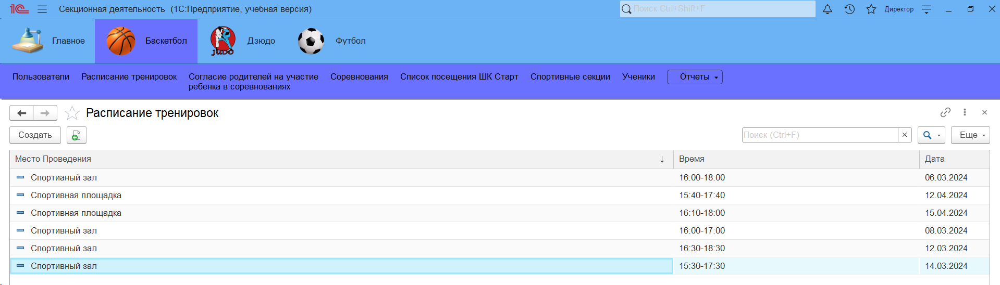 1С Секционная деятельность (1С:Предприятие, учебная версия) Поиск Ctrl+Shift+F Директор
Главное Баскетбол JUDO Дзюдо Футбол
Пользователи Расписание тренировок Согласие родителей на участие Соревнования Список посещения ШК Старт Спортивные секции Ученики Отчеты
ребенка в соревнованиях
Расписание тренировок
Создать Поиск (Ctrl+F) Еще
Место Проведения Время Дата
Спортианый зал 16:00-18:00 06.03.2024
Спортивная площадка 15:40-17:40 12.04.2024
Спортивная площадка 16:10-18:00 15.04.2024
Спортивный зал 16:00-17:00 08.03.2024
Спортивный зал 16:30-18:30 12.03.2024
Спортивный зал 15:30-17:30 14.03.2024